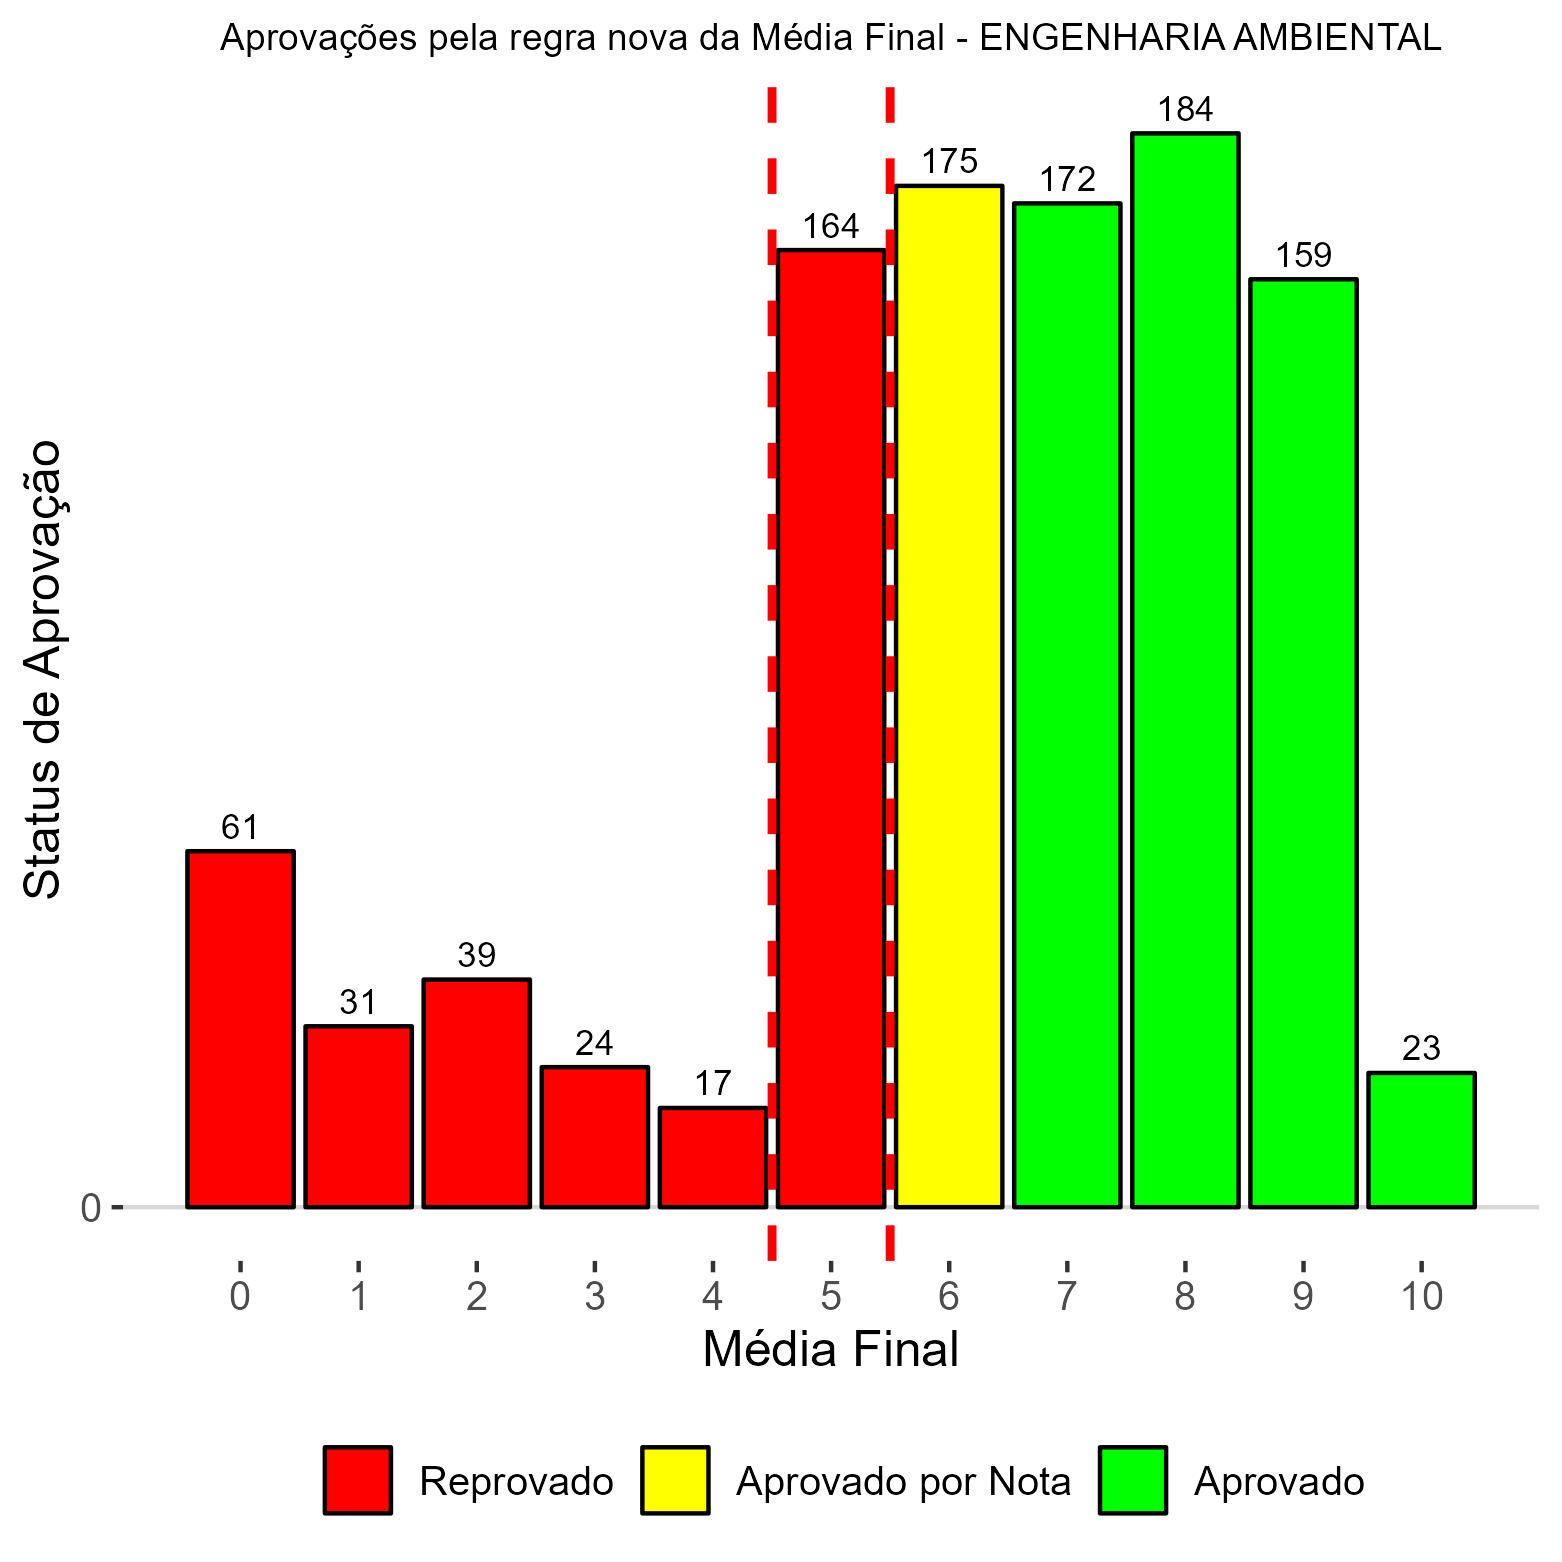 Aprovações pela regra nova da Média Final - ENGENHARIA AMBIENTAL
Status de Aprovação
184
175
172
164
159
61
39
31
24
23
17
0
0 1 2 3 4 5 6 7 8 9 10
Média Final
Reprovado Aprovado por Nota Aprovado